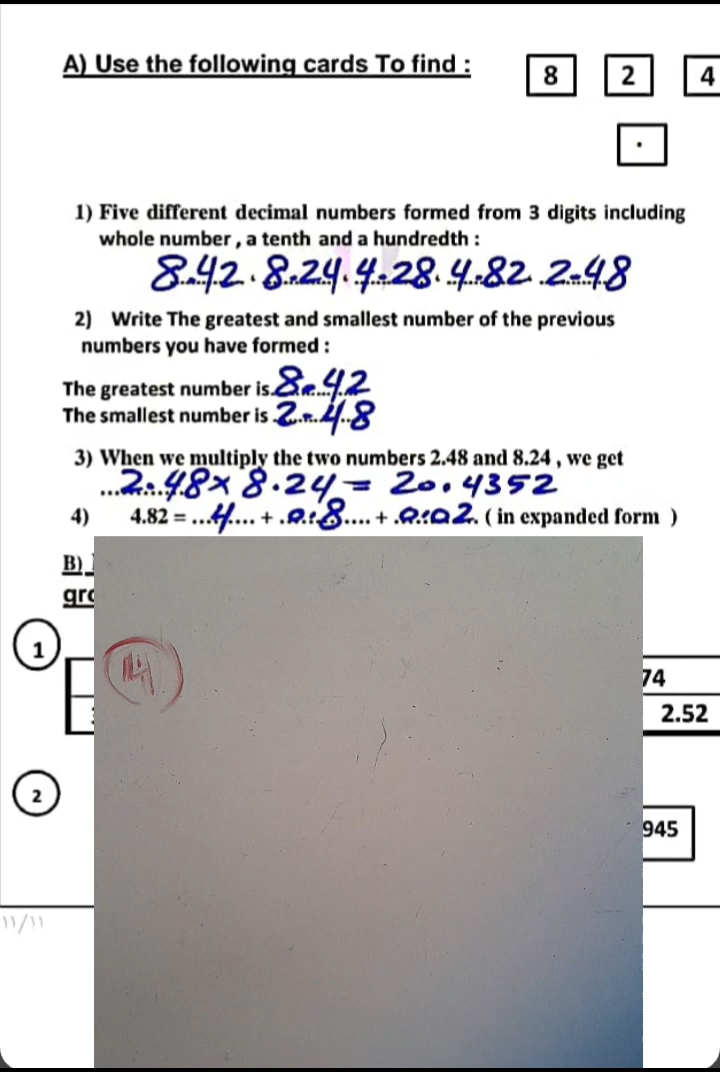 A) Use the following cards To find :
8 2 4
.
1) Five different decimal numbers formed from 3 digits including
whole number , a tenth and a hundredth :
8.42 . 8.24 . 4.28 . 4.82 . 2.48
2) Write The greatest and smallest number of the previous
numbers you have formed :
The greatest number is 8.42
The smallest number is 2.48
3) When we multiply the two numbers 2.48 and 8.24 , we get
...2.48 × 8.24 = 20.4352
4) 4.82 = ...4.... + .0.8.... + .0.02. ( in expanded form )
B)
1
4
74
2.52
2
945
١١/١١